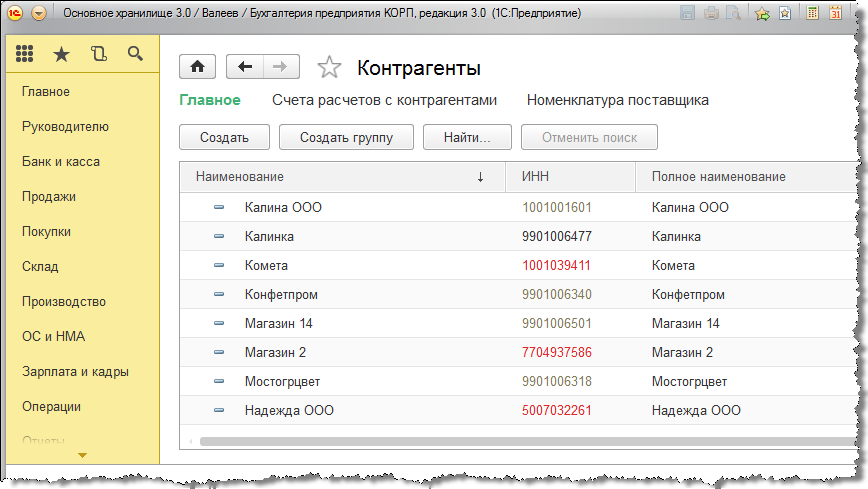 Основное хранилище 3.0 / Валеев / Бухгалтерия предприятия КОРП, редакция 3.0 (1С:Предприятие)
31
Контрагенты
Главное Счета расчетов с контрагентами Номенклатура поставщика
Создать Создать группу Найти... Отменить поиск
Главное
Руководителю
Банк и касса
Продажи
Покупки
Склад
Производство
ОС и НМА
Зарплата и кадры
Операции
Отчеты
Наименование ↓ ИНН Полное наименование
Калина ООО 1001001601 Калина ООО
Калинка 9901006477 Калинка
Комета 1001039411 Комета
Конфетпром 9901006340 Конфетпром
Магазин 14 9901006501 Магазин 14
Магазин 2 7704937586 Магазин 2
Мостогрцвет 9901006318 Мостогрцвет
Надежда ООО 5007032261 Надежда ООО